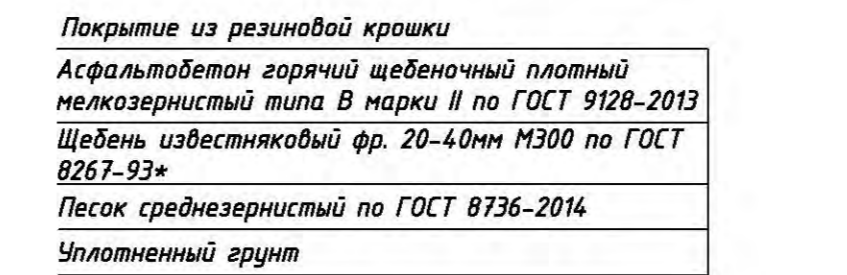 Покрытие из резиновой крошки
Асфальтобетон горячий щебеночный плотный
мелкозернистый типа В марки II по ГОСТ 9128-2013
Щебень известняковый фр. 20-40мм М300 по ГОСТ
8267-93*
Песок среднезернистый по ГОСТ 8736-2014
Уплотненный грунт